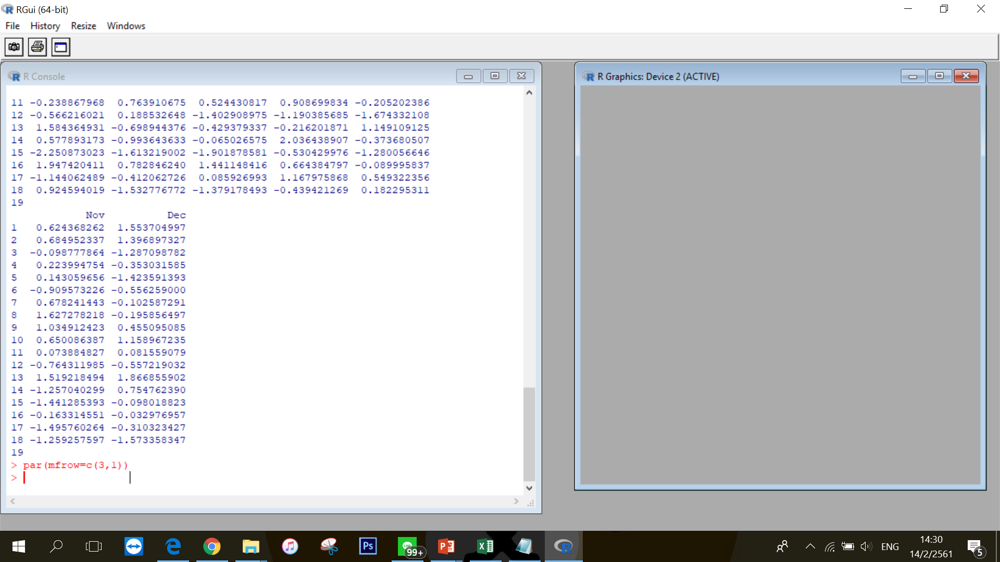 RGui (64-bit)
File History Resize Windows
R Console
11 -0.238867968 0.763910675 0.524430817 0.908699834 -0.205202386
12 -0.566216021 0.188532648 -1.402908975 -1.190385685 -1.674332108
13 1.584364931 -0.698944376 -0.429379337 -0.216201871 1.149109125
14 0.577893173 -0.993643633 -0.065026575 2.036438907 -0.373680507
15 -2.250873023 -1.613219002 -1.901878581 -0.530429976 -1.280056646
16 1.947420411 0.782846240 1.441148416 0.664384797 -0.089995837
17 -1.144062489 -0.412062726 0.085926993 1.167975868 0.549322356
18 0.924594019 -1.532776772 -1.379178493 -0.439421269 0.182295311
19
Nov Dec
1 0.624368262 1.553704997
2 0.684952337 1.396897327
3 -0.098777864 -1.287098782
4 0.223994754 -0.353031585
5 0.143059656 -1.423591393
6 -0.909573226 -0.556259000
7 0.678241443 -0.102587291
8 1.627278218 -0.195856497
9 1.034912423 0.455095085
10 0.650086387 1.158967235
11 0.073884827 0.081559079
12 -0.764311985 -0.557219032
13 1.519218494 1.866855902
14 -1.257040299 0.754762390
15 -1.441285393 -0.098018823
16 -0.163314551 -0.032976957
17 -1.495760264 -0.310323427
18 -1.259257597 -1.573358347
19
> par(mfrow=c(3,1))
>
R Graphics: Device 2 (ACTIVE)
Ps
LINE
99+
ENG
14:30
14/2/2561
5